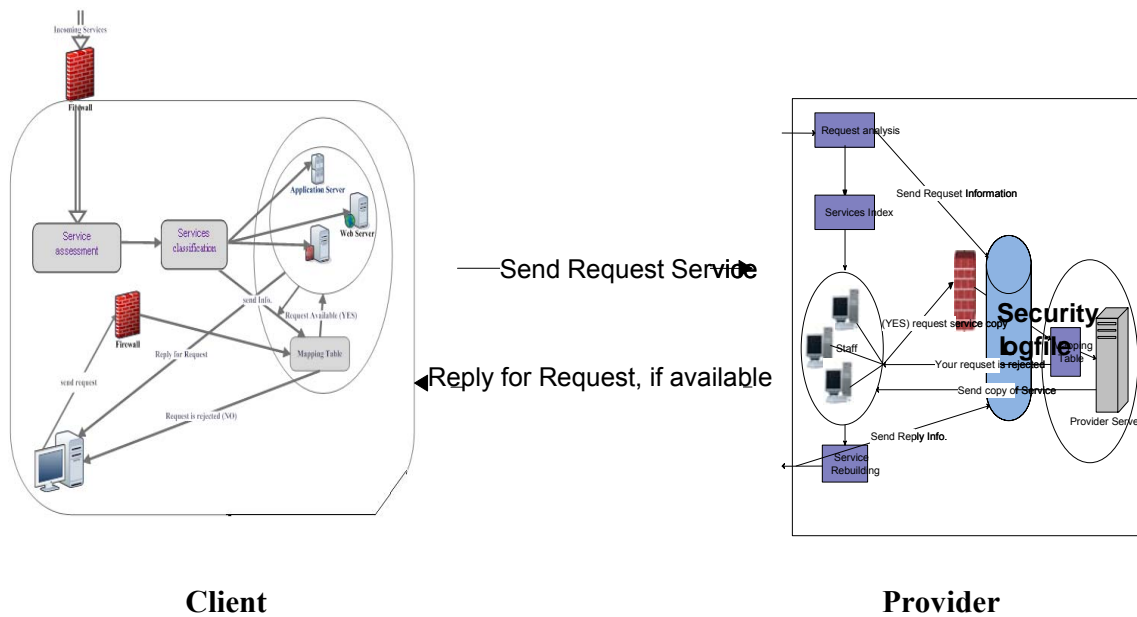 Incoming Services
Firewall
Application Server
Web Server
Service
assessment
Services
classification
send Info.
Request Available (YES)
Firewall
Mapping Table
Reply for Request
send request
Request is rejected (NO)
Send Request Service
Reply for Request, if available
Request analysis
Send Requset Information
Services Index
Security
logfile
(YES) request service copy
Staff
Mapping
Table
Your requset is rejected
Send copy of Service
Provider Server
Send Reply Info.
Service
Rebuilding
Client
Provider